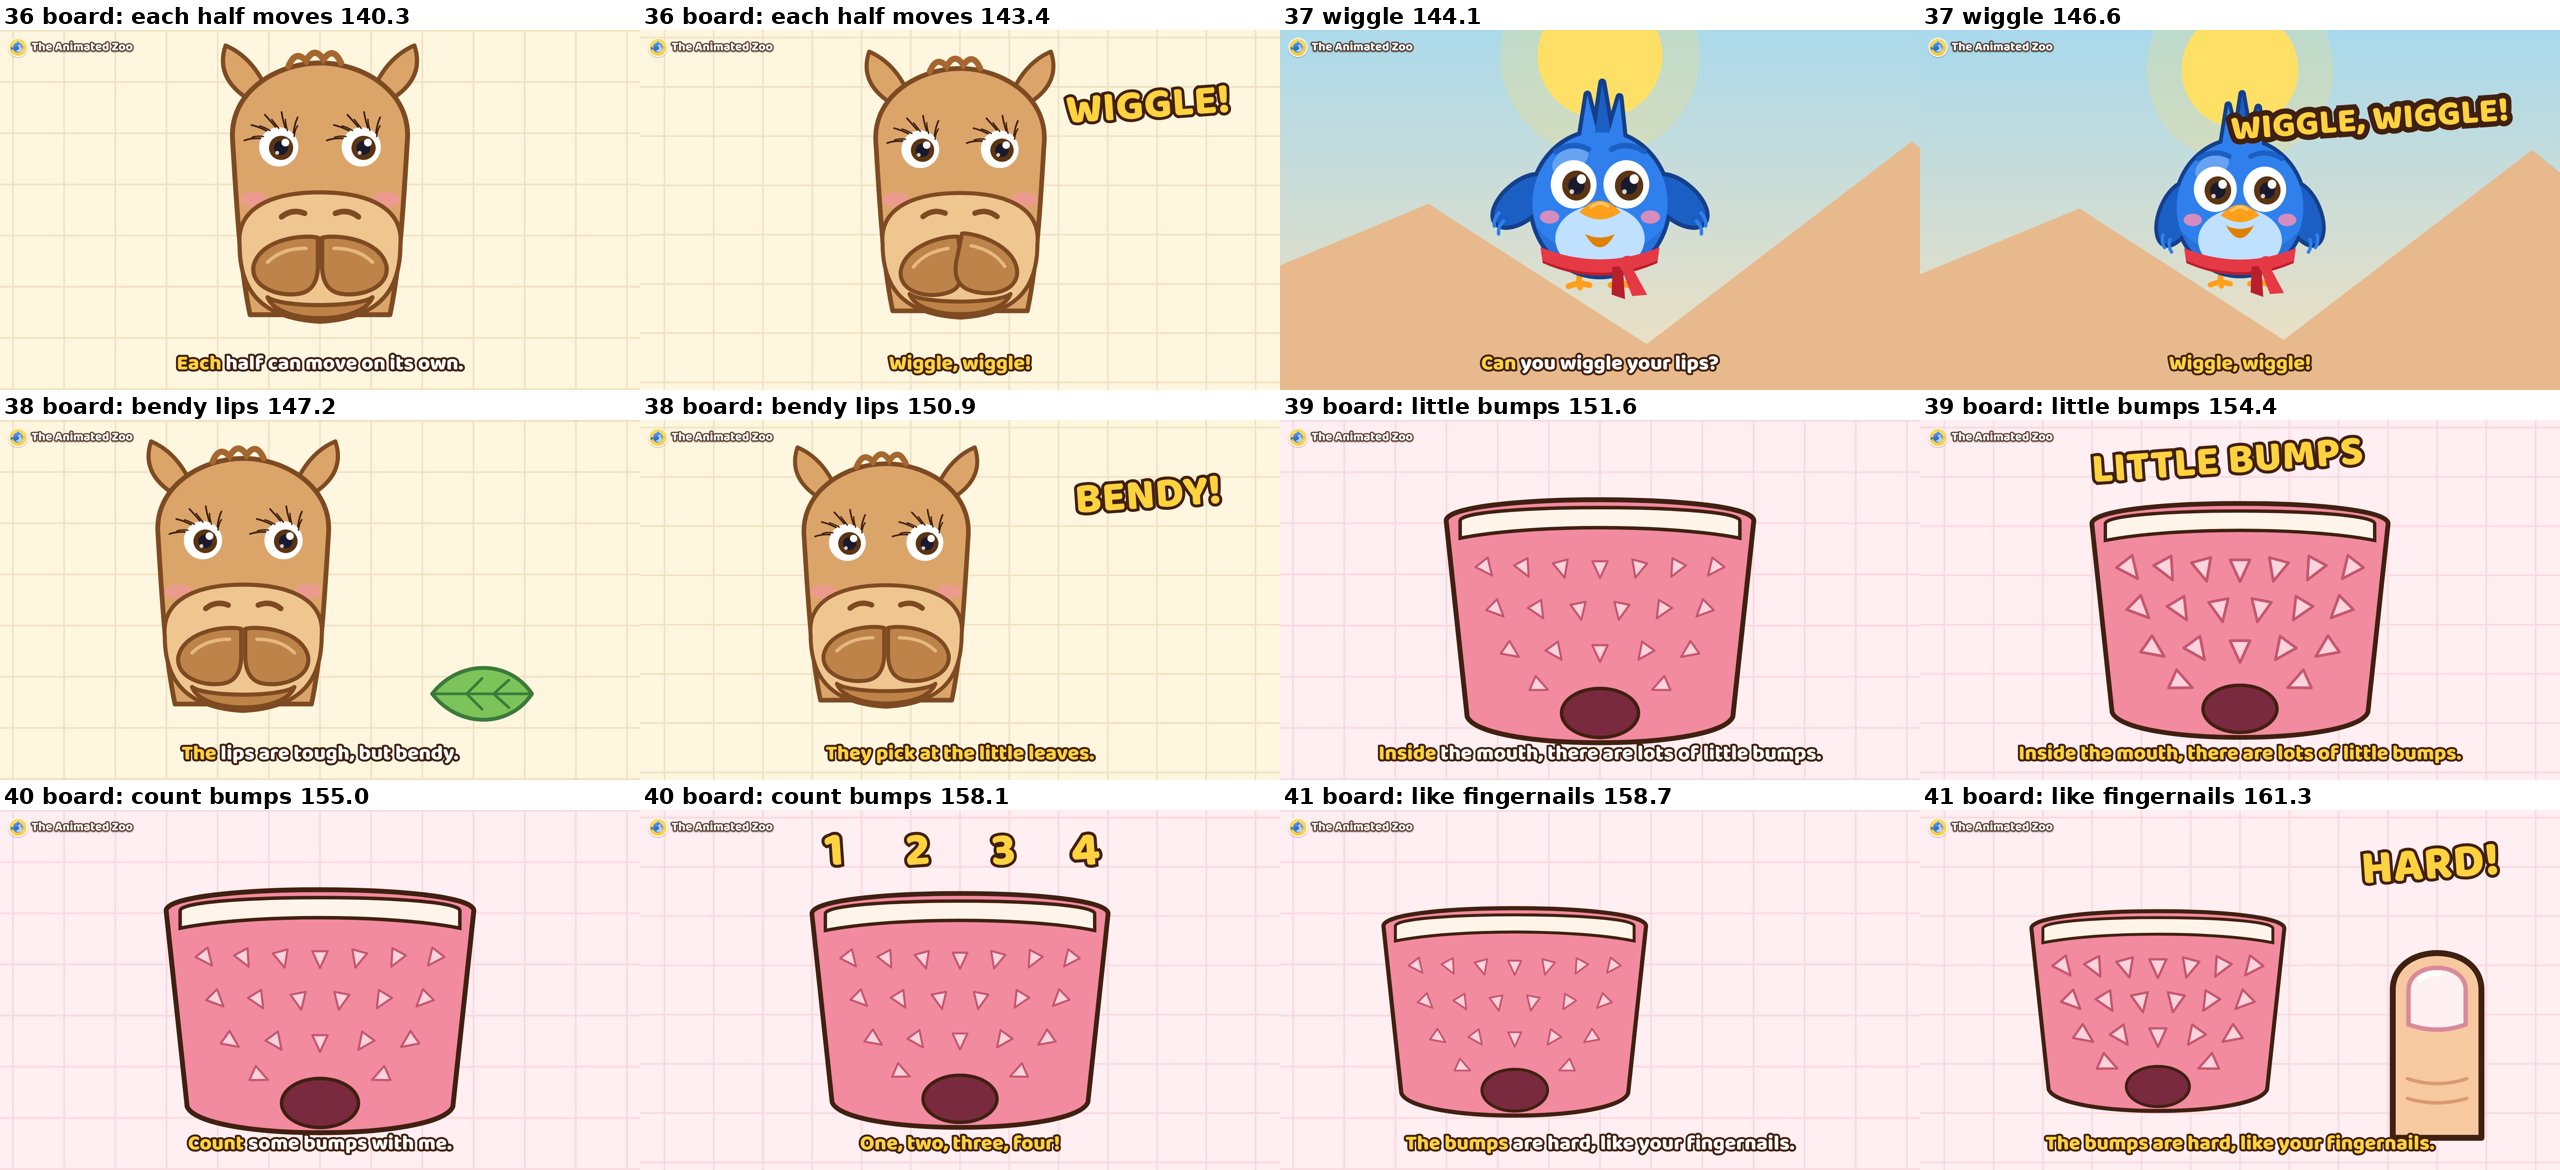 36 board: each half moves 140.3
The Animated Zoo
Each half can move on its own.
36 board: each half moves 143.4
The Animated Zoo
WIGGLE!
Wiggle, wiggle!
37 wiggle 144.1
The Animated Zoo
Can you wiggle your lips?
37 wiggle 146.6
The Animated Zoo
WIGGLE, WIGGLE!
Wiggle, wiggle!
38 board: bendy lips 147.2
The Animated Zoo
The lips are tough, but bendy.
38 board: bendy lips 150.9
The Animated Zoo
BENDY!
They pick at the little leaves.
39 board: little bumps 151.6
The Animated Zoo
Inside the mouth, there are lots of little bumps.
39 board: little bumps 154.4
The Animated Zoo
LITTLE BUMPS
Inside the mouth, there are lots of little bumps.
40 board: count bumps 155.0
The Animated Zoo
Count some bumps with me.
40 board: count bumps 158.1
The Animated Zoo
1 2 3 4
One, two, three, four!
41 board: like fingernails 158.7
The Animated Zoo
The bumps are hard, like your fingernails.
41 board: like fingernails 161.3
The Animated Zoo
HARD!
The bumps are hard, like your fingernails.